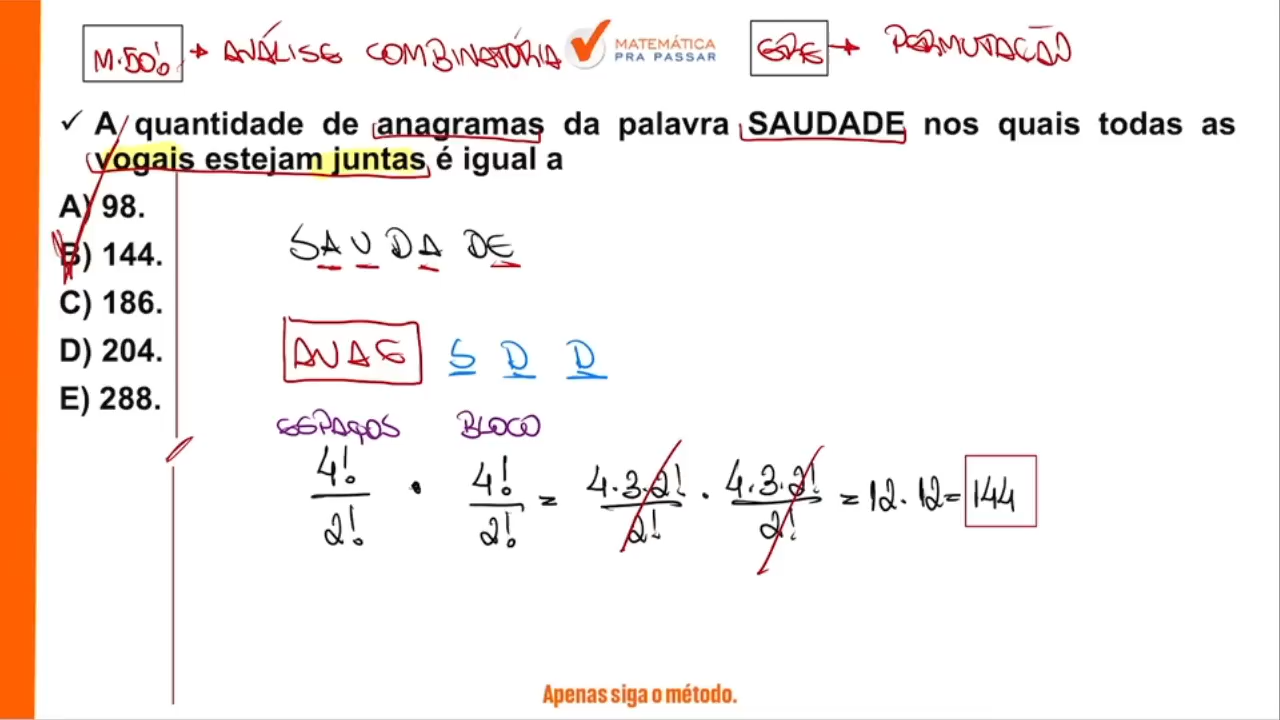 M.50! → ANÁLISE COMBINATÓRIA
MATEMÁTICA
PRA PASSAR
→ PERMUTAÇÃO
✓ A quantidade de anagramas da palavra SAUDADE nos quais todas as
vogais estejam juntas é igual a
A) 98.
B) 144.
C) 186.
D) 204.
E) 288.
SAUDADE
AUAE S D D
ESPAÇOS BLOCO
4!/2! · 4!/2! = 4.3.2!/2! · 4.3.2!/2! = 12.12 = 144
Apenas siga o método.